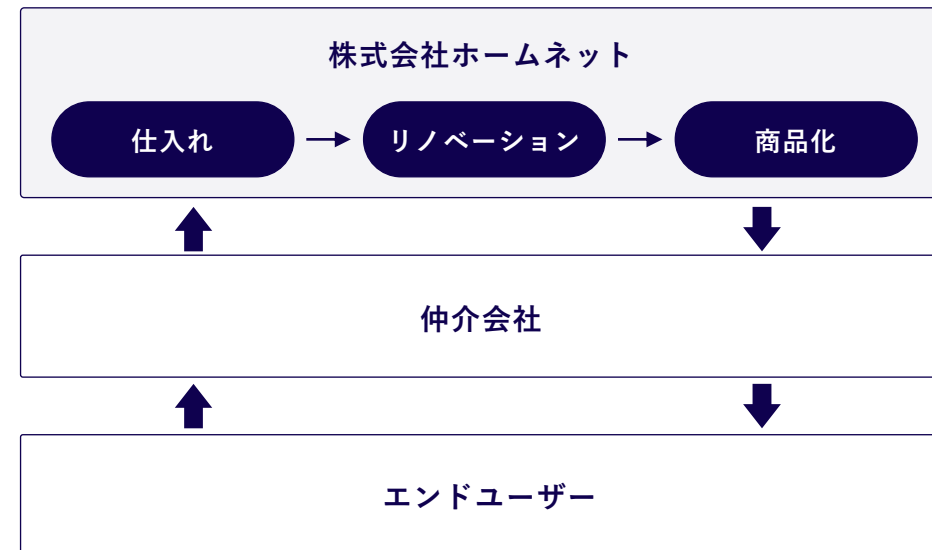 株式会社ホームネット
仕入れ
リノベーション
商品化
仲介会社
エンドユーザー